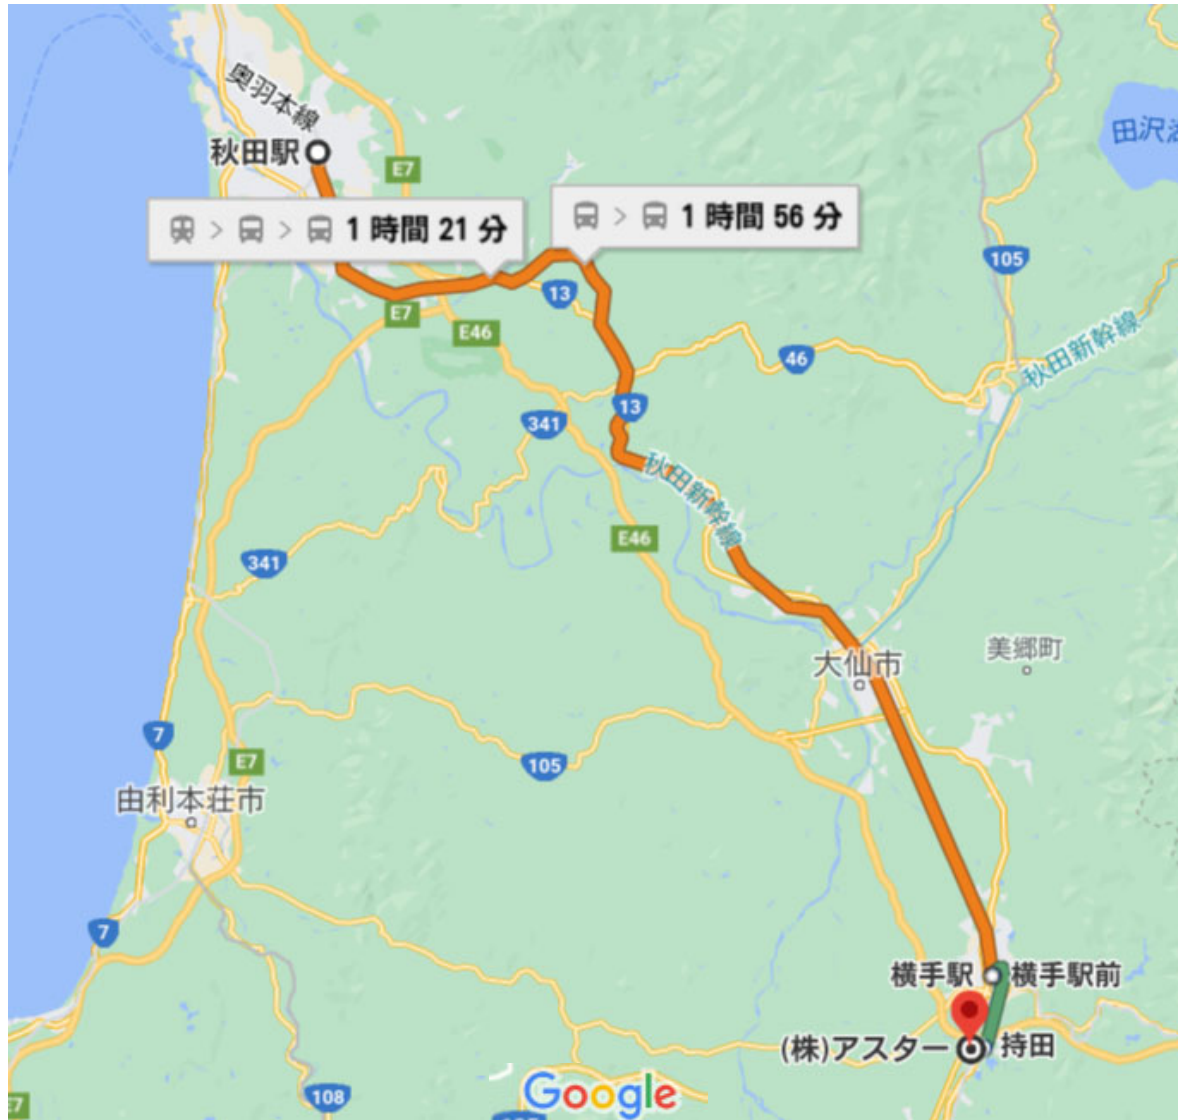 奥羽本線
秋田駅
E7
田沢湖
> > 1 時間 21 分
> 1 時間 56 分
105
13
E7
E46
46
秋田新幹線
13
341
秋田新幹線
E46
341
大仙市
美郷町
7
E7
105
由利本荘市
7
横手駅
横手駅前
(株)アスター
持田
Google
108
E7